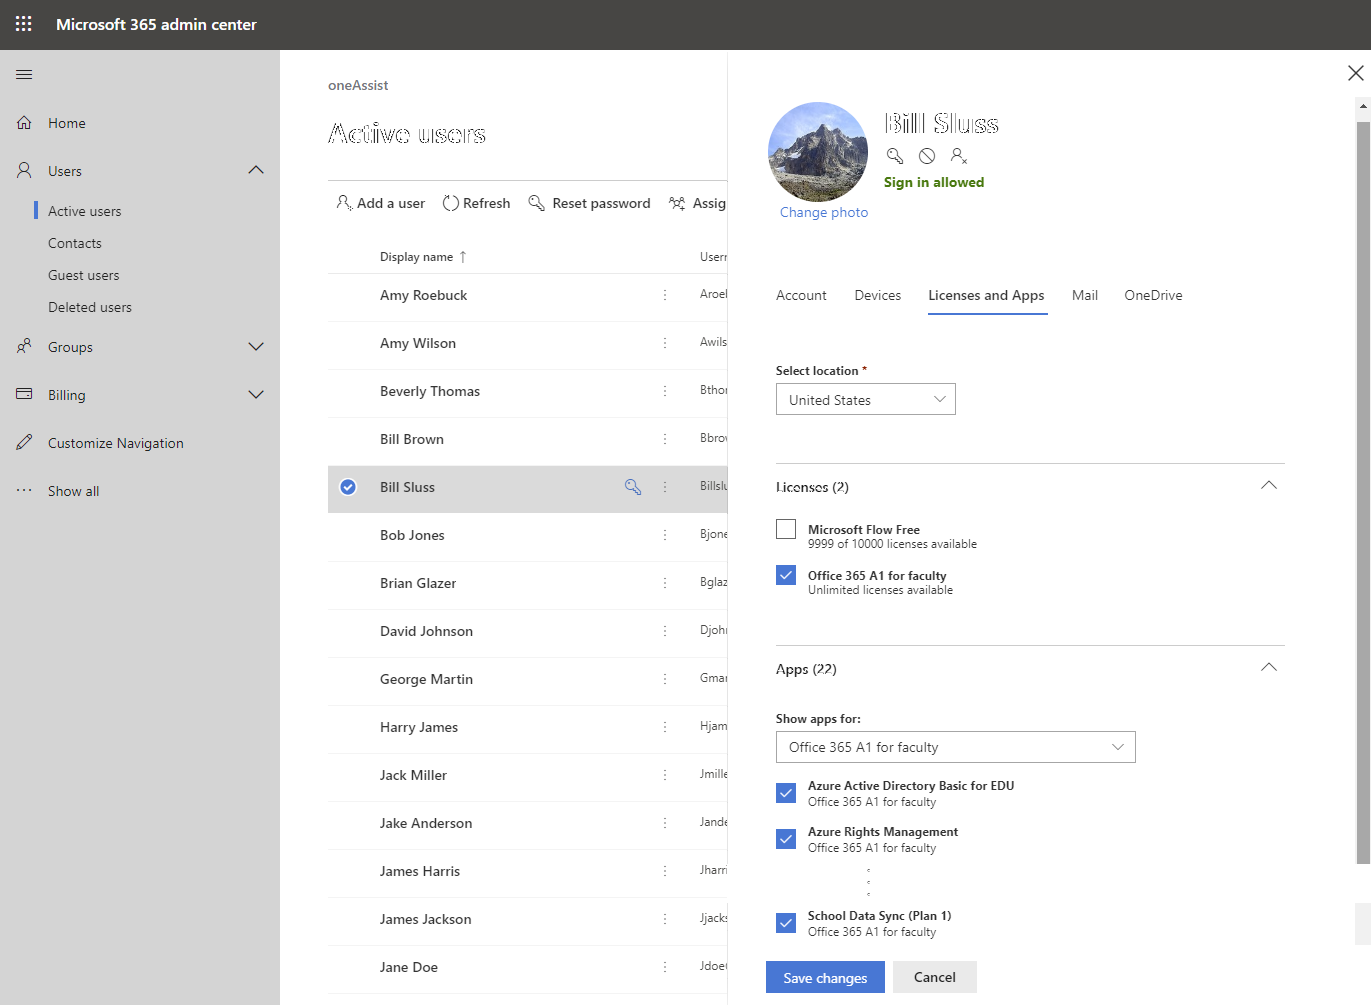 Microsoft 365 admin center
Home
Users
Active users
Contacts
Guest users
Deleted users
Groups
Billing
Customize Navigation
Show all
oneAssist
Active users
Add a user Refresh Reset password Assig
Display name ↑ Usern
Amy Roebuck Aroel
Amy Wilson Awils
Beverly Thomas Bthor
Bill Brown Bbrov
Bill Sluss Billslu
Bob Jones Bjone
Brian Glazer Bglaz
David Johnson Djohr
George Martin Gmar
Harry James Hjam
Jack Miller Jmille
Jake Anderson Jande
James Harris Jharri
James Jackson Jjacks
Jane Doe Jdoe
Bill Sluss
Sign in allowed
Change photo
Account Devices Licenses and Apps Mail OneDrive
Select location *
United States
Licenses (2)
Microsoft Flow Free
9999 of 10000 licenses available
Office 365 A1 for faculty
Unlimited licenses available
Apps (22)
Show apps for:
Office 365 A1 for faculty
Azure Active Directory Basic for EDU
Office 365 A1 for faculty
Azure Rights Management
Office 365 A1 for faculty
School Data Sync (Plan 1)
Office 365 A1 for faculty
Save changes Cancel